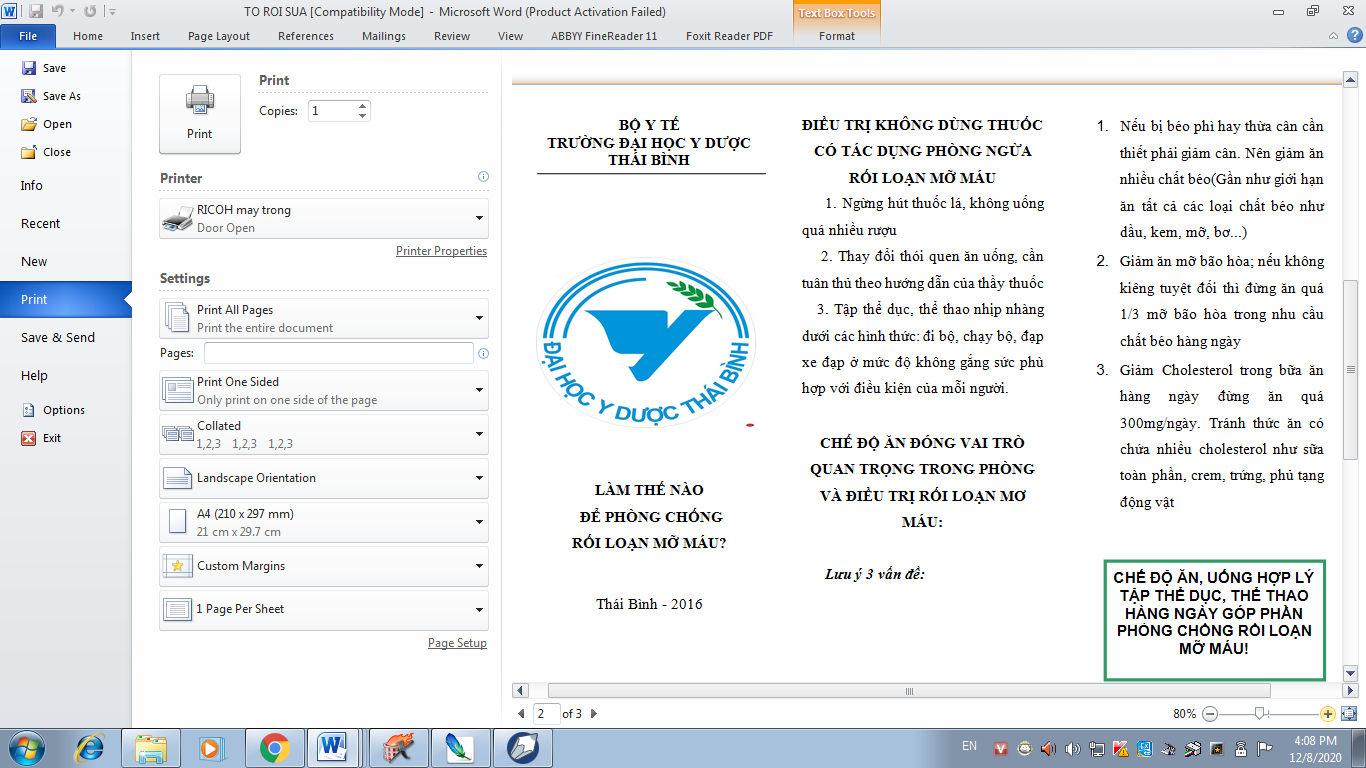 TO ROI SUA [Compatibility Mode] - Microsoft Word (Product Activation Failed)
Text Box Tools
File Home Insert Page Layout References Mailings Review View ABBYY FineReader 11 Foxit Reader PDF Format
Save
Save As
Open
Close
Info
Recent
New
Print
Save & Send
Help
Options
Exit
Print
Print
Copies: 1
Printer
RICOH may trong
Door Open
Printer Properties
Settings
Print All Pages
Print the entire document
Pages:
Print One Sided
Only print on one side of the page
Collated
1,2,3 1,2,3 1,2,3
Landscape Orientation
A4 (210 x 297 mm)
21 cm x 29.7 cm
Custom Margins
1 Page Per Sheet
Page Setup
BỘ Y TẾ
TRƯỜNG ĐẠI HỌC Y DƯỢC
THÁI BÌNH
ĐẠI HỌC Y DƯỢC THÁI BÌNH
LÀM THẾ NÀO
ĐỂ PHÒNG CHỐNG
RỐI LOẠN MỠ MÁU?
Thái Bình - 2016
ĐIỀU TRỊ KHÔNG DÙNG THUỐC
CÓ TÁC DỤNG PHÒNG NGỪA
RỐI LOẠN MỠ MÁU
1. Ngừng hút thuốc lá, không uống
quá nhiều rượu
2. Thay đổi thói quen ăn uống, cần
tuân thủ theo hướng dẫn của thầy thuốc
3. Tập thể dục, thể thao nhịp nhàng
dưới các hình thức: đi bộ, chạy bộ, đạp
xe đạp ở mức độ không gắng sức phù
hợp với điều kiện của mỗi người.
CHẾ ĐỘ ĂN ĐÓNG VAI TRÒ
QUAN TRỌNG TRONG PHÒNG
VÀ ĐIỀU TRỊ RỐI LOẠN MƠ
MÁU:
Lưu ý 3 vấn đề:
1. Nếu bị béo phì hay thừa cân cần
thiết phải giảm cân. Nên giảm ăn
nhiều chất béo(Gần như giới hạn
ăn tất cả các loại chất béo như
dầu, kem, mỡ, bơ...)
2. Giảm ăn mỡ bão hòa; nếu không
kiêng tuyệt đối thì đừng ăn quá
1/3 mỡ bão hòa trong nhu cầu
chất béo hàng ngày
3. Giảm Cholesterol trong bữa ăn
hàng ngày đừng ăn quá
300mg/ngày. Tránh thức ăn có
chứa nhiều cholesterol như sữa
toàn phần, crem, trứng, phủ tạng
động vật
CHẾ ĐỘ ĂN, UỐNG HỢP LÝ
TẬP THỂ DỤC, THỂ THAO
HÀNG NGÀY GÓP PHẦN
PHÒNG CHỐNG RỐI LOẠN
MỠ MÁU!
2 of 3
80%
EN
4:08 PM
12/8/2020